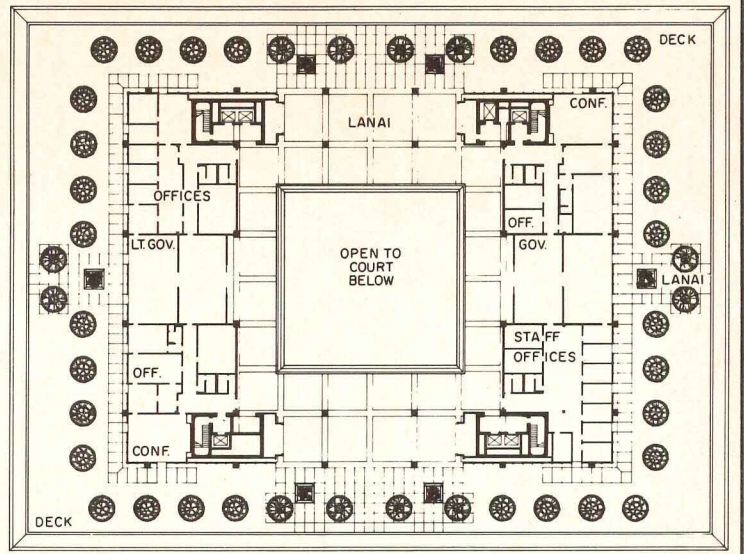 DECK
CONF.
LANAI
OFFICES
OFF.
LT. GOV.
GOV.
OPEN TO
COURT
BELOW
LANAI
STAFF
OFFICES
OFF.
CONF.
DECK